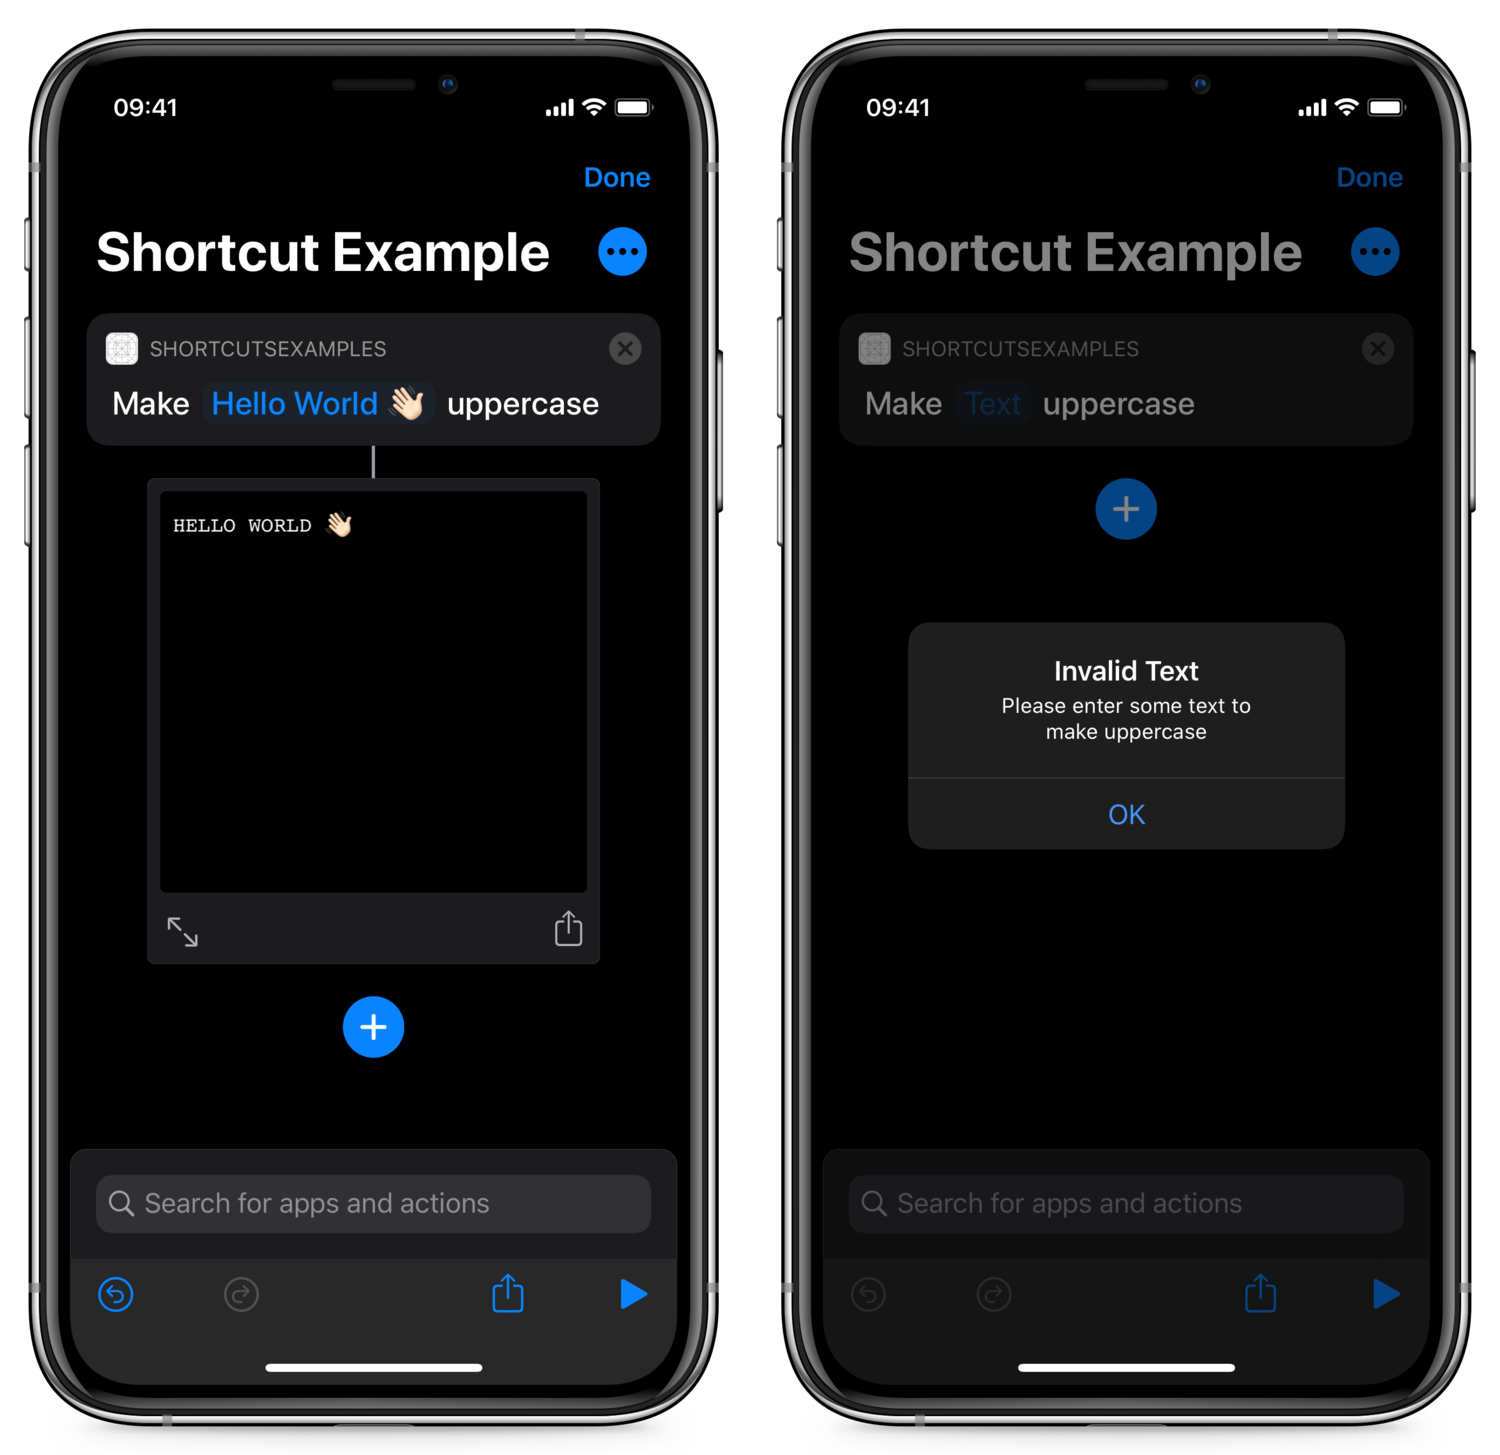 09:41
Done
Shortcut Example
SHORTCUTSEXAMPLES
Make Hello World 👋🏻 uppercase
HELLO WORLD 👋🏻
Search for apps and actions
09:41
Done
Shortcut Example
SHORTCUTSEXAMPLES
Make Text uppercase
Invalid Text
Please enter some text to
make uppercase
OK
Search for apps and actions